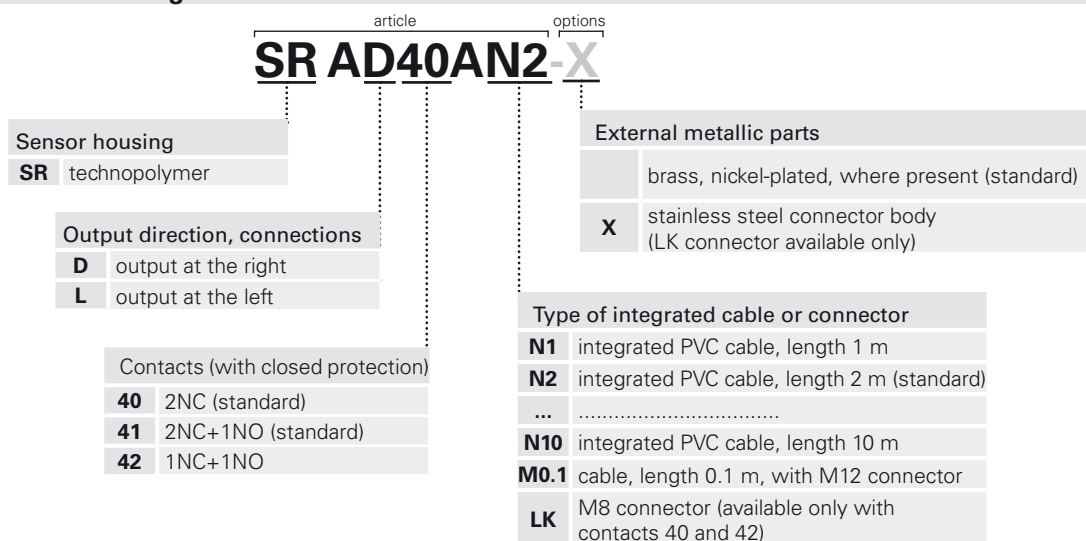 article options
SR AD40AN2-X
Sensor housing
SR technopolymer
Output direction, connections
D output at the right
L output at the left
Contacts (with closed protection)
40 2NC (standard)
41 2NC+1NO (standard)
42 1NC+1NO
External metallic parts
brass, nickel-plated, where present (standard)
X stainless steel connector body
(LK connector available only)
Type of integrated cable or connector
N1 integrated PVC cable, length 1 m
N2 integrated PVC cable, length 2 m (standard)
... ................................
N10 integrated PVC cable, length 10 m
M0.1 cable, length 0.1 m, with M12 connector
LK M8 connector (available only with
contacts 40 and 42)